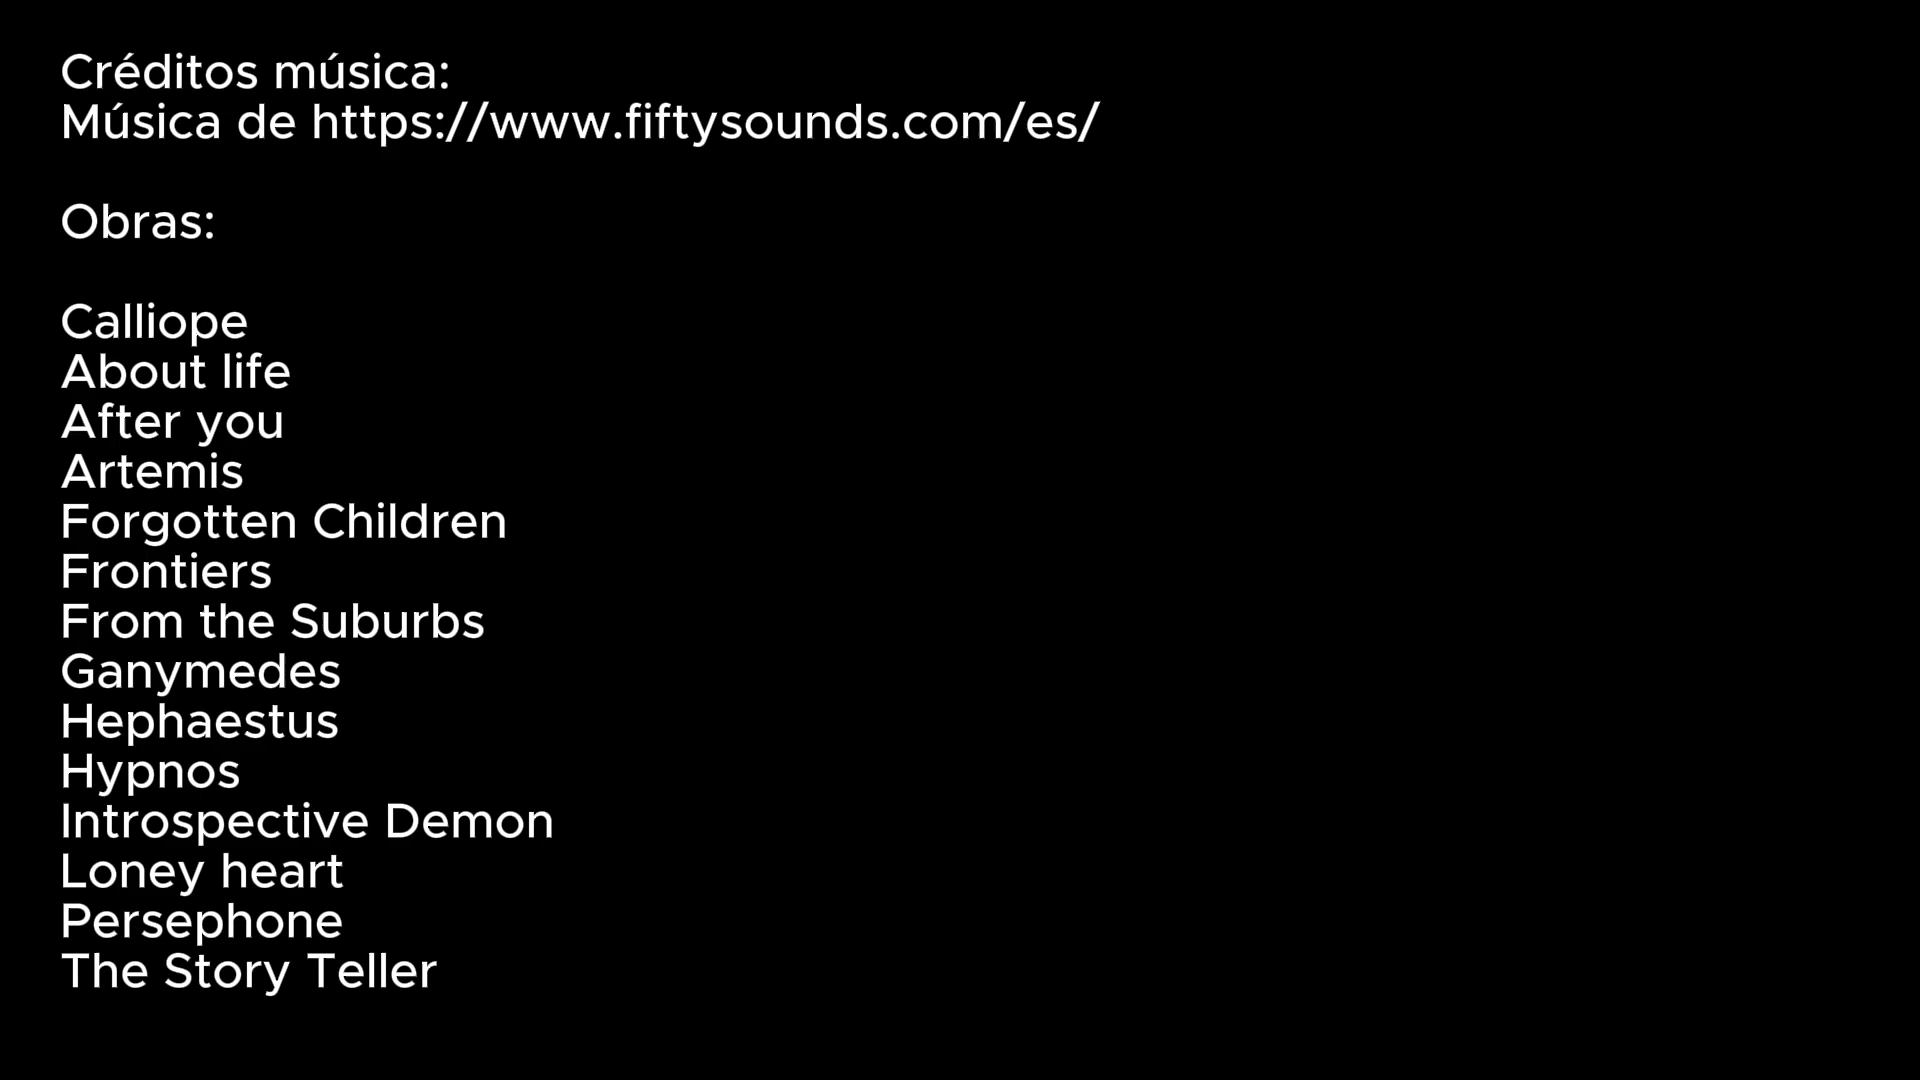 Créditos música:
Música de https://www.fiftysounds.com/es/
Obras:
Calliope
About life
After you
Artemis
Forgotten Children
Frontiers
From the Suburbs
Ganymedes
Hephaestus
Hypnos
Introspective Demon
Loney heart
Persephone
The Story Teller